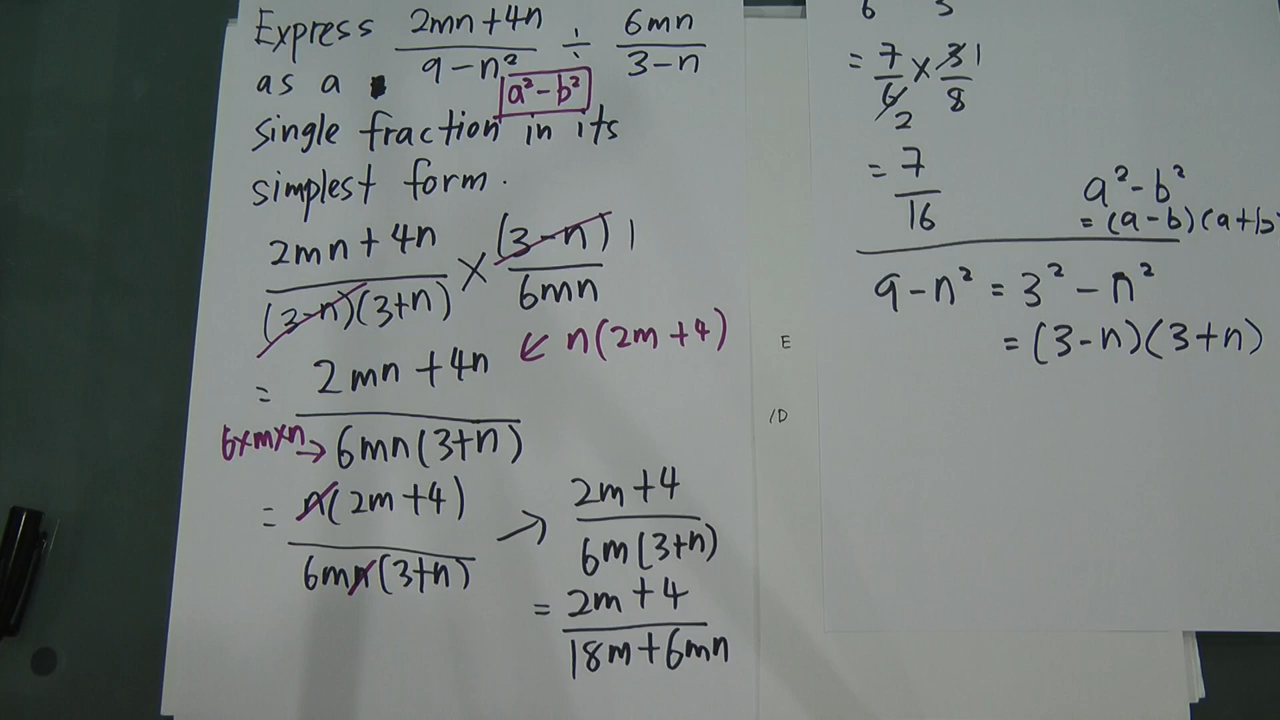 Express (2mn+4n)/(9-n²) ÷ (6mn)/(3-n)
as a
a²-b²
single fraction in its
simplest form.
(2mn+4n)/((3-n)(3+n)) × (3-n) 1/(6mn)
= (2mn+4n)/(6mn(3+n)) ↙ n(2m+4)
6×m×n →
= n(2m+4)/(6mn(3+n)) → (2m+4)/(6m(3+n))
= (2m+4)/(18m+6mn)
= 7/6 × 3 1/8
2
= 7/16
a²-b²
= (a-b)(a+b
9-n² = 3²-n²
= (3-n)(3+n)
E